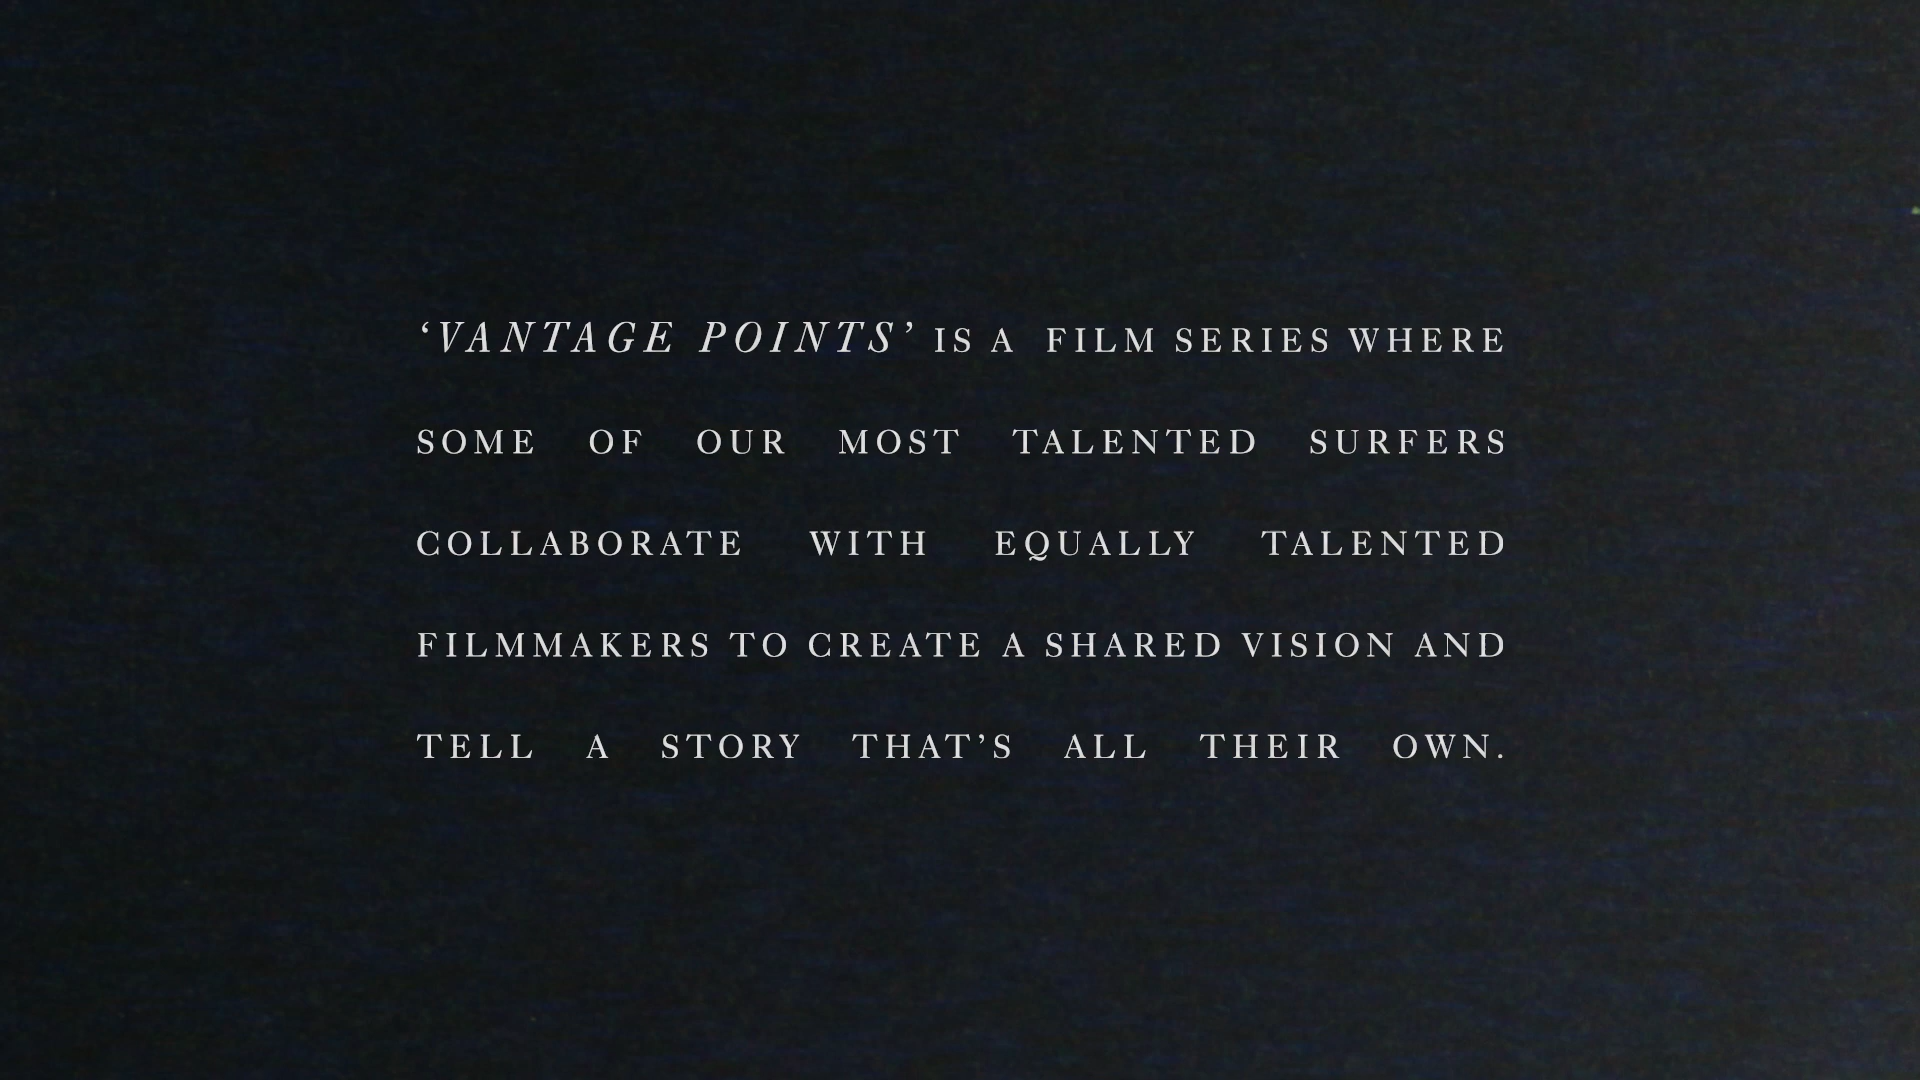 ‘VANTAGE POINTS’ IS A FILM SERIES WHERE
SOME OF OUR MOST TALENTED SURFERS
COLLABORATE WITH EQUALLY TALENTED
FILMMAKERS TO CREATE A SHARED VISION AND
TELL A STORY THAT’S ALL THEIR OWN.